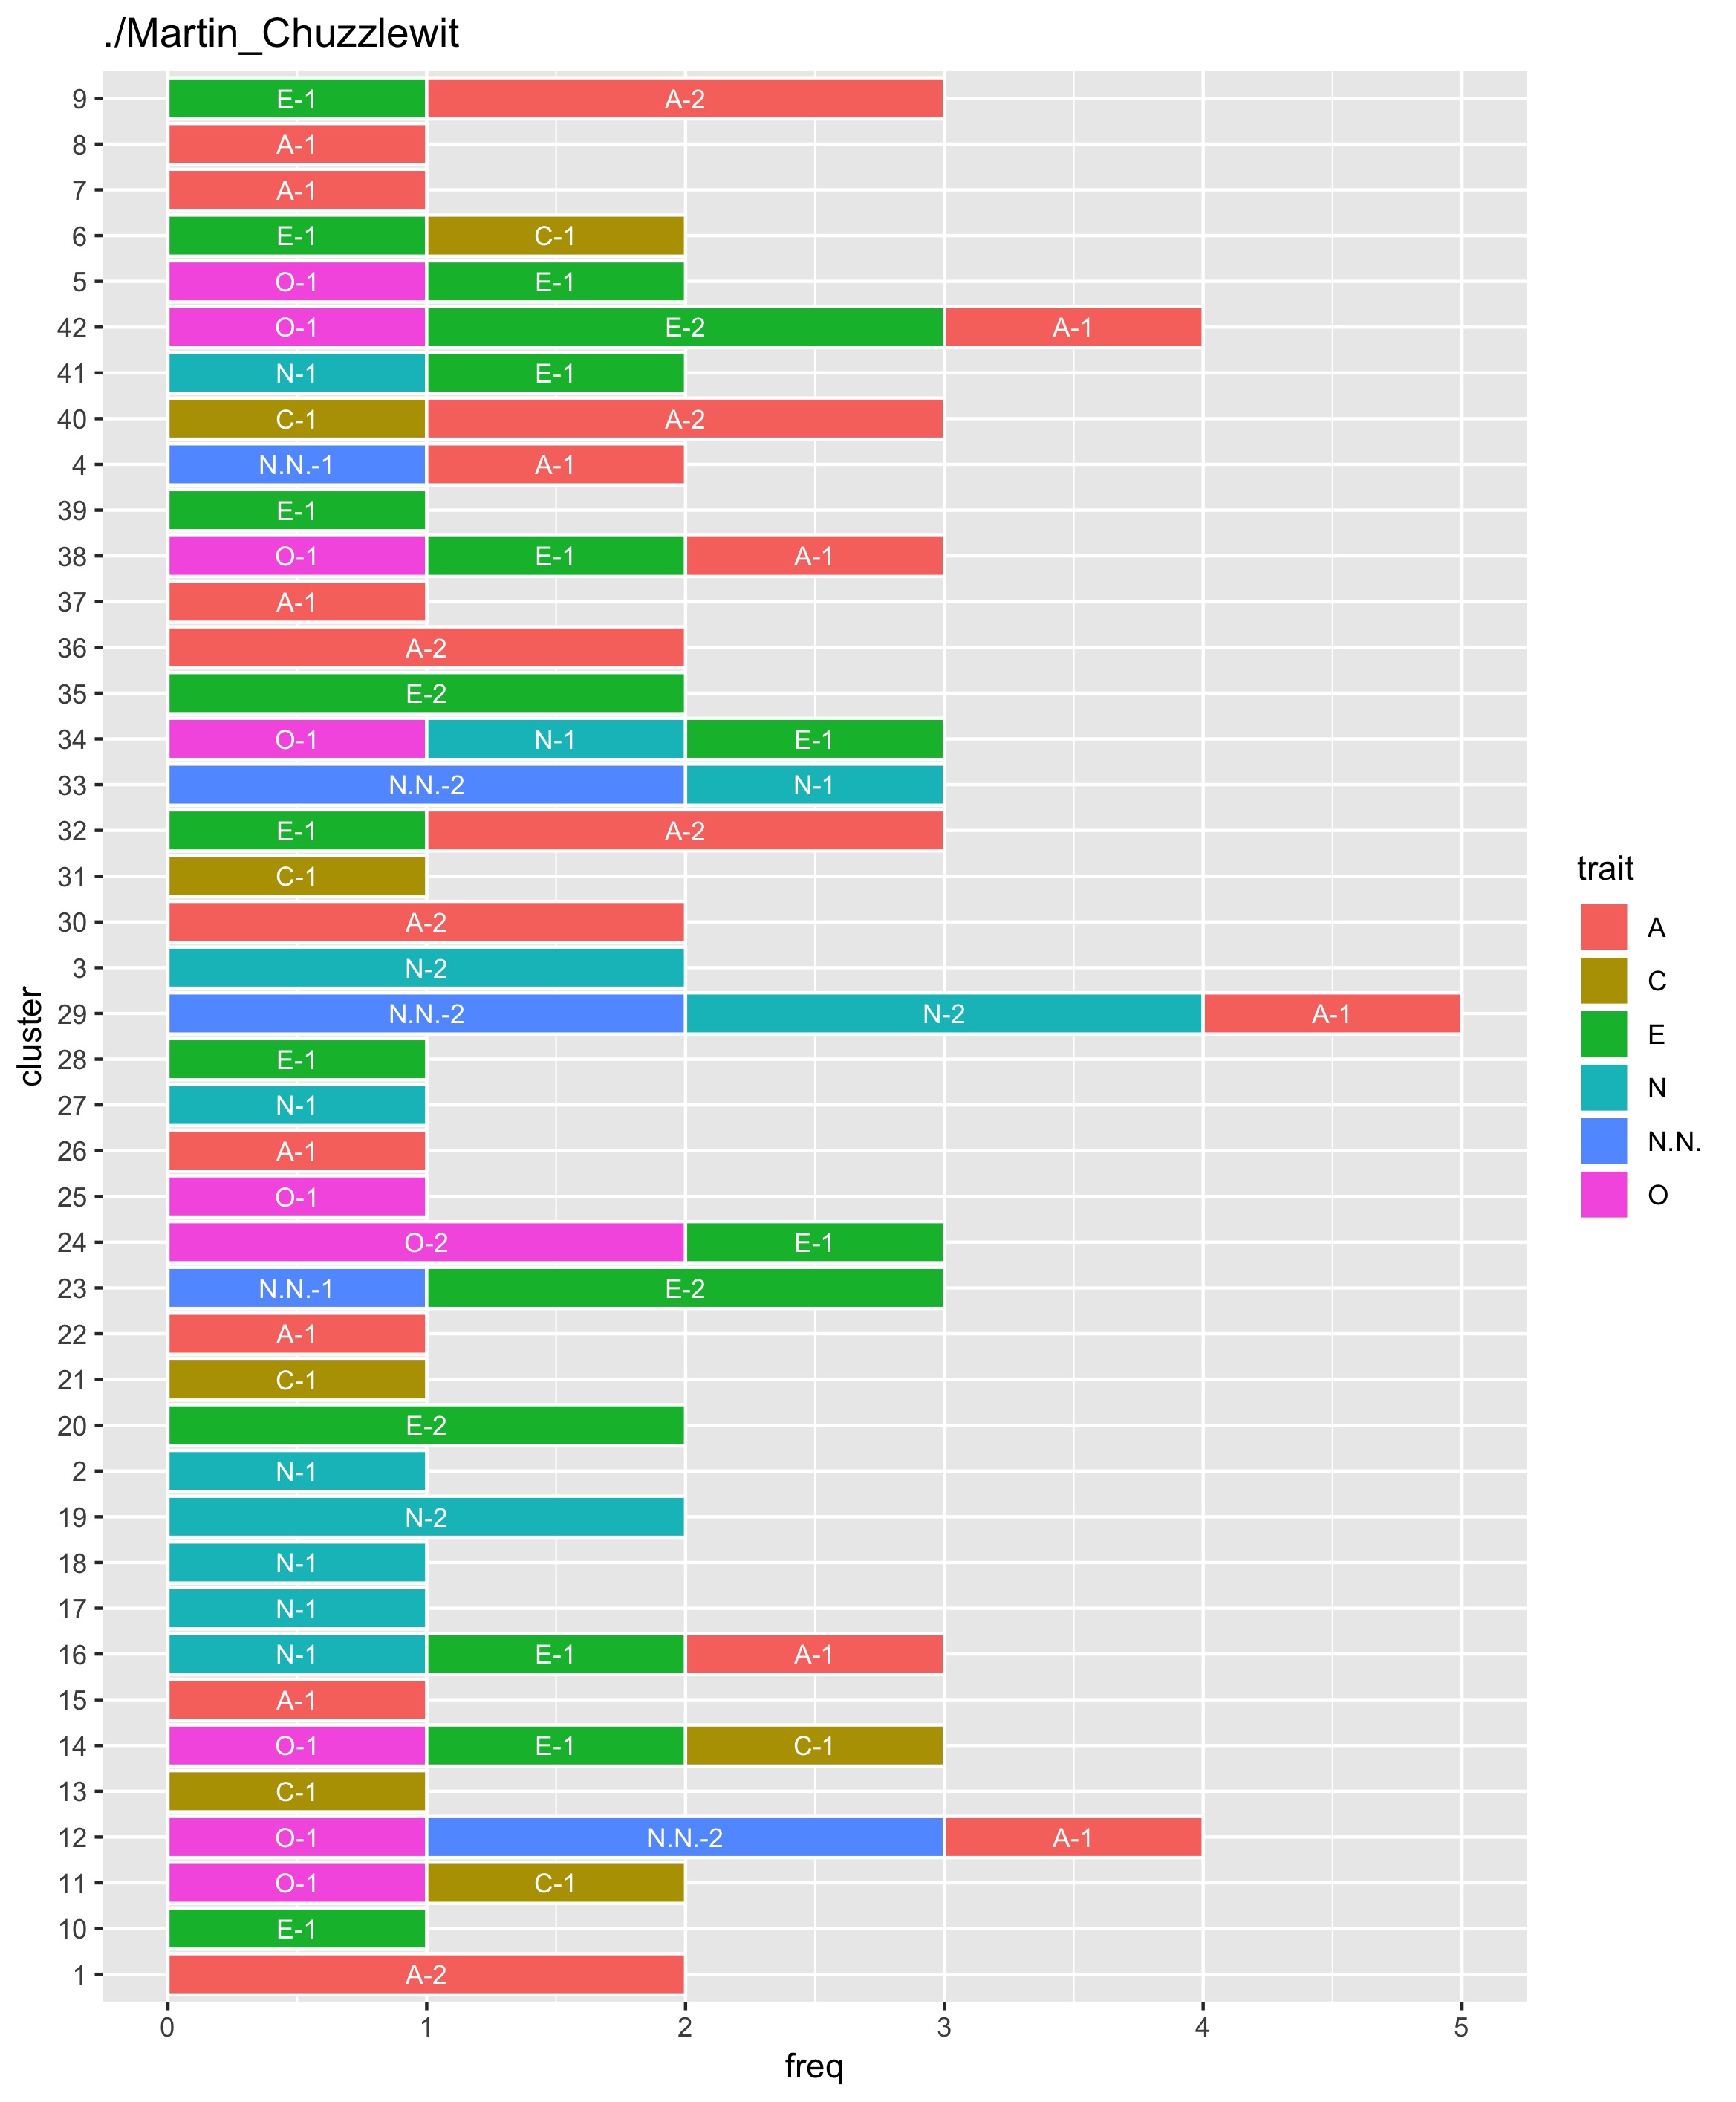 ./Martin_Chuzzlewit
9 E-1 A-2
8 A-1
7 A-1
6 E-1 C-1
5 O-1 E-1
42 O-1 E-2 A-1
41 N-1 E-1
40 C-1 A-2
4 N.N.-1 A-1
39 E-1
38 O-1 E-1 A-1
37 A-1
36 A-2
35 E-2
34 O-1 N-1 E-1
33 N.N.-2 N-1
32 E-1 A-2
31 C-1
30 A-2
3 N-2
29 N.N.-2 N-2 A-1
28 E-1
27 N-1
26 A-1
25 O-1
24 O-2 E-1
23 N.N.-1 E-2
22 A-1
21 C-1
20 E-2
2 N-1
19 N-2
18 N-1
17 N-1
16 N-1 E-1 A-1
15 A-1
14 O-1 E-1 C-1
13 C-1
12 O-1 N.N.-2 A-1
11 O-1 C-1
10 E-1
1 A-2
0 1 2 3 4 5
freq
cluster
trait
A
C
E
N
N.N.
O